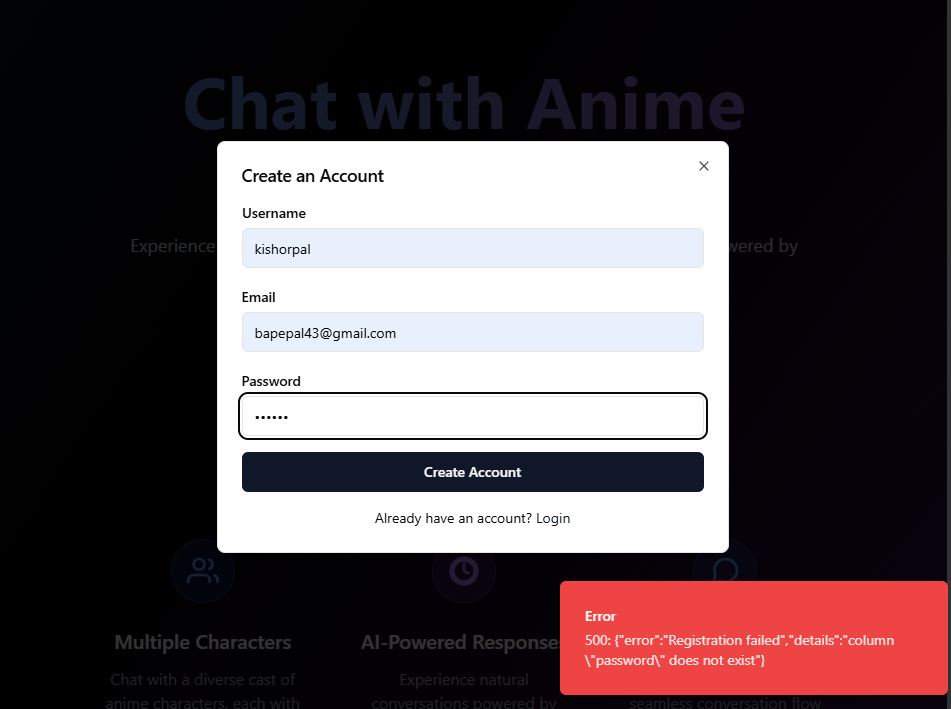 Chat with Anime
Create an Account
Username
Experience
kishorpal
wered by
Email
bapepal43@gmail.com
Password
••••••
Create Account
Already have an account? Login
Error
500: {"error":"Registration failed","details":"column
\"password\" does not exist"}
Multiple Characters
AI-Powered Responses
Chat with a diverse cast of
anime characters, each with
Experience natural
conversations powered by
seamless conversation flow